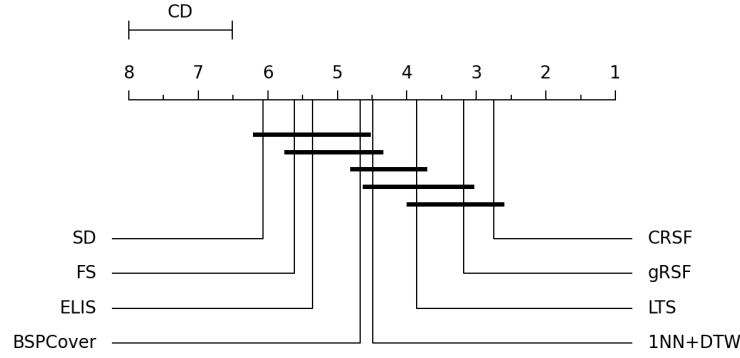 CD
8 7 6 5 4 3 2 1
SD CRSF
FS gRSF
ELIS LTS
BSPCover 1NN+DTW